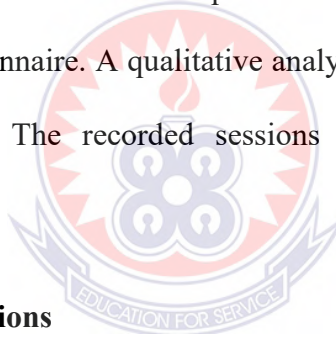 nnaire. A qualitative analy
The recorded sessions
EDUCATION FOR SERVICE
ions